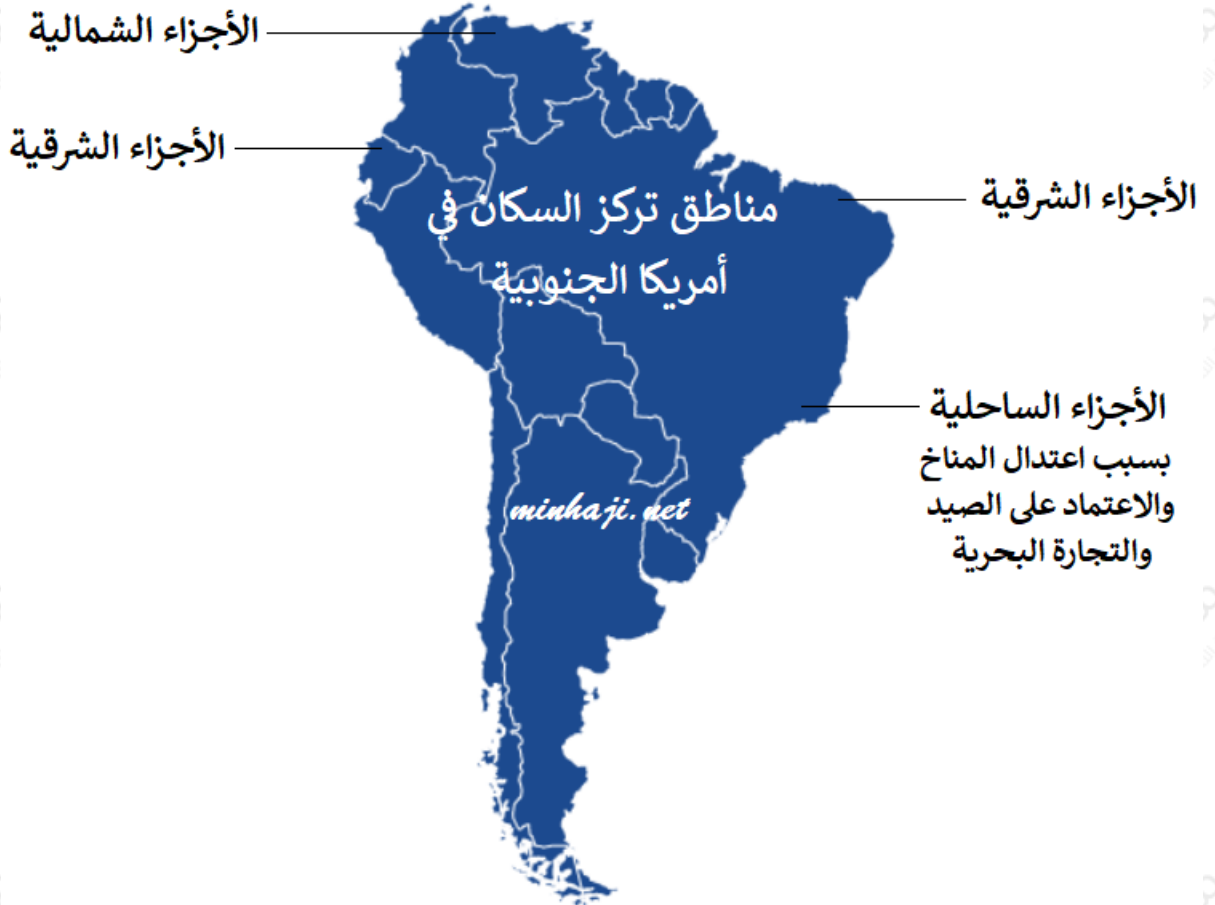 الأجزاء الشمالية
الأجزاء الشرقية
الأجزاء الشرقية
مناطق تركز السكان في
أمريكا الجنوبية
الأجزاء الساحلية
بسبب اعتدال المناخ
والاعتماد على الصيد
والتجارة البحرية
minhaji.net